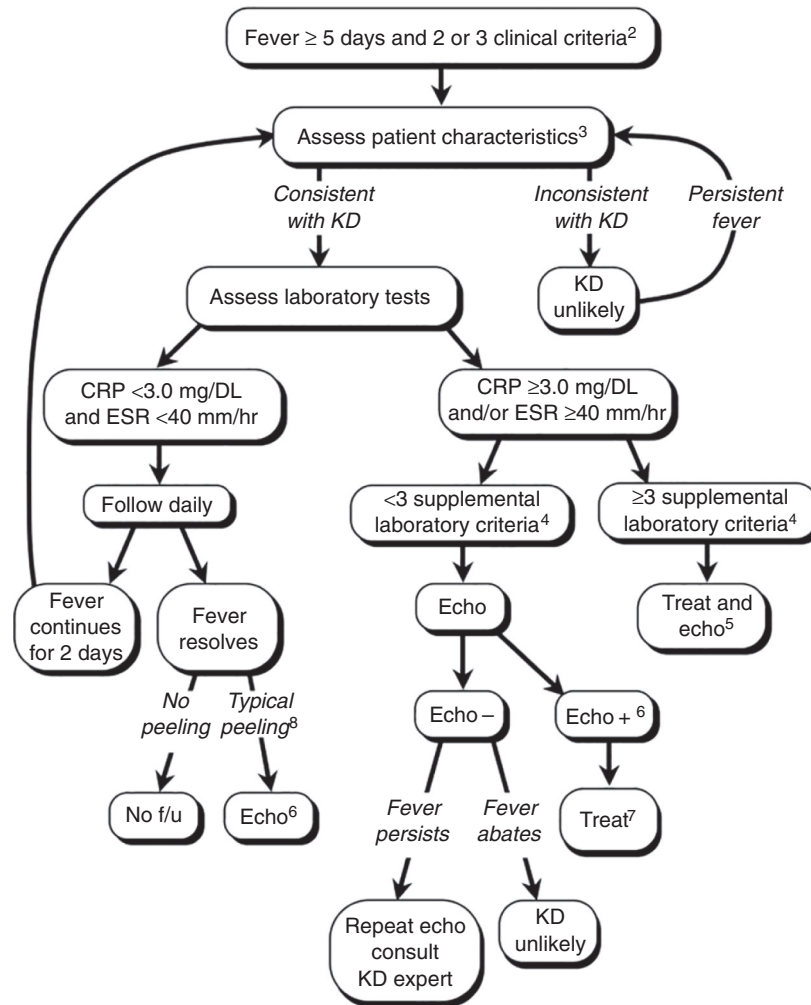 Fever ≥ 5 days and 2 or 3 clinical criteria²
Assess patient characteristics³
Consistent
with KD
Inconsistent
with KD
Persistent
fever
Assess laboratory tests
KD
unlikely
CRP <3.0 mg/DL
and ESR <40 mm/hr
CRP ≥3.0 mg/DL
and/or ESR ≥40 mm/hr
Follow daily
<3 supplemental
laboratory criteria⁴
≥3 supplemental
laboratory criteria⁴
Fever
continues
for 2 days
Fever
resolves
Echo
Treat and
echo⁵
No
peeling
Typical
peeling⁸
Echo –
Echo + ⁶
No f/u
Echo⁶
Fever
persists
Fever
abates
Treat⁷
Repeat echo
consult
KD expert
KD
unlikely